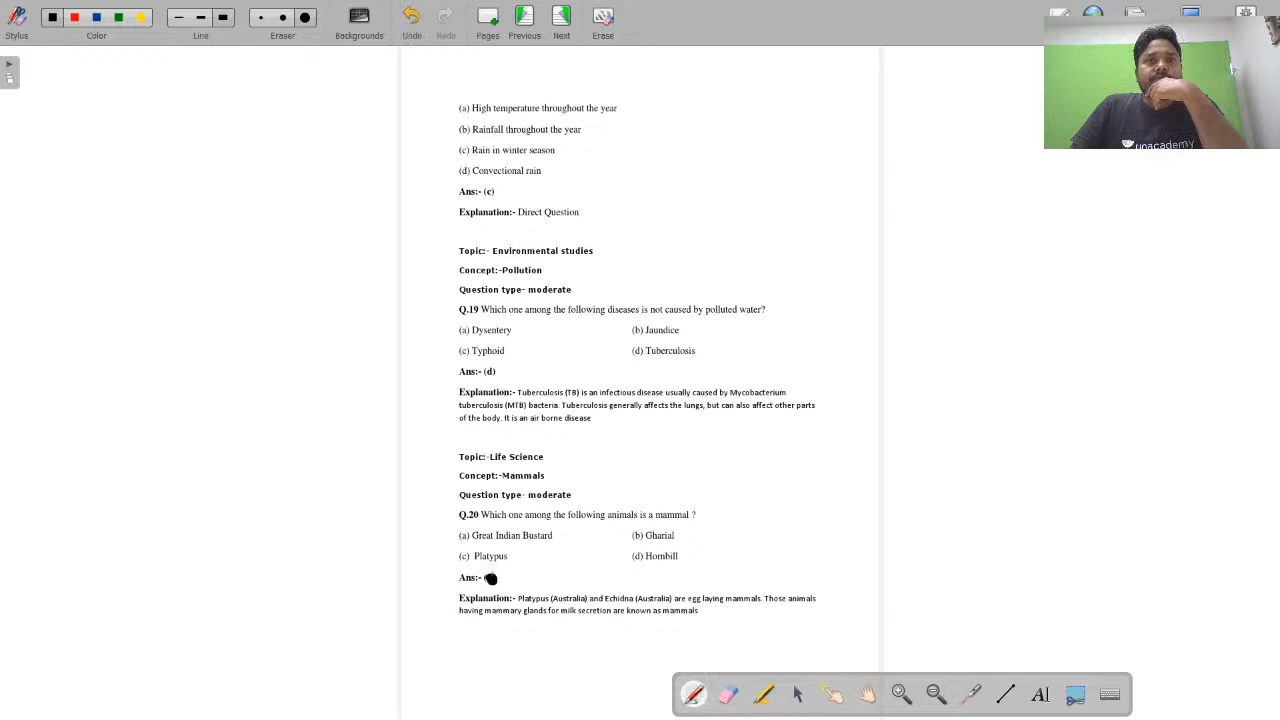 Stylus Color Line Eraser Backgrounds Undo Redo Pages Previous Next Erase
(a) High temperature throughout the year
(b) Rainfall throughout the year
(c) Rain in winter season
(d) Convectional rain
Ans:- (c)
Explanation:- Direct Question
Topic:- Environmental studies
Concept:-Pollution
Question type- moderate
Q.19 Which one among the following diseases is not caused by polluted water?
(a) Dysentery (b) Jaundice
(c) Typhoid (d) Tuberculosis
Ans:- (d)
Explanation:- Tuberculosis (TB) is an infectious disease usually caused by Mycobacterium
tuberculosis (MTB) bacteria. Tuberculosis generally affects the lungs, but can also affect other parts
of the body. It is an air borne disease
Topic:-Life Science
Concept:-Mammals
Question type- moderate
Q.20 Which one among the following animals is a mammal ?
(a) Great Indian Bustard (b) Gharial
(c) Platypus (d) Hornbill
Ans:- (
Explanation:- Platypus (Australia) and Echidna (Australia) are egg laying mammals. Those animals
having mammary glands for milk secretion are known as mammals